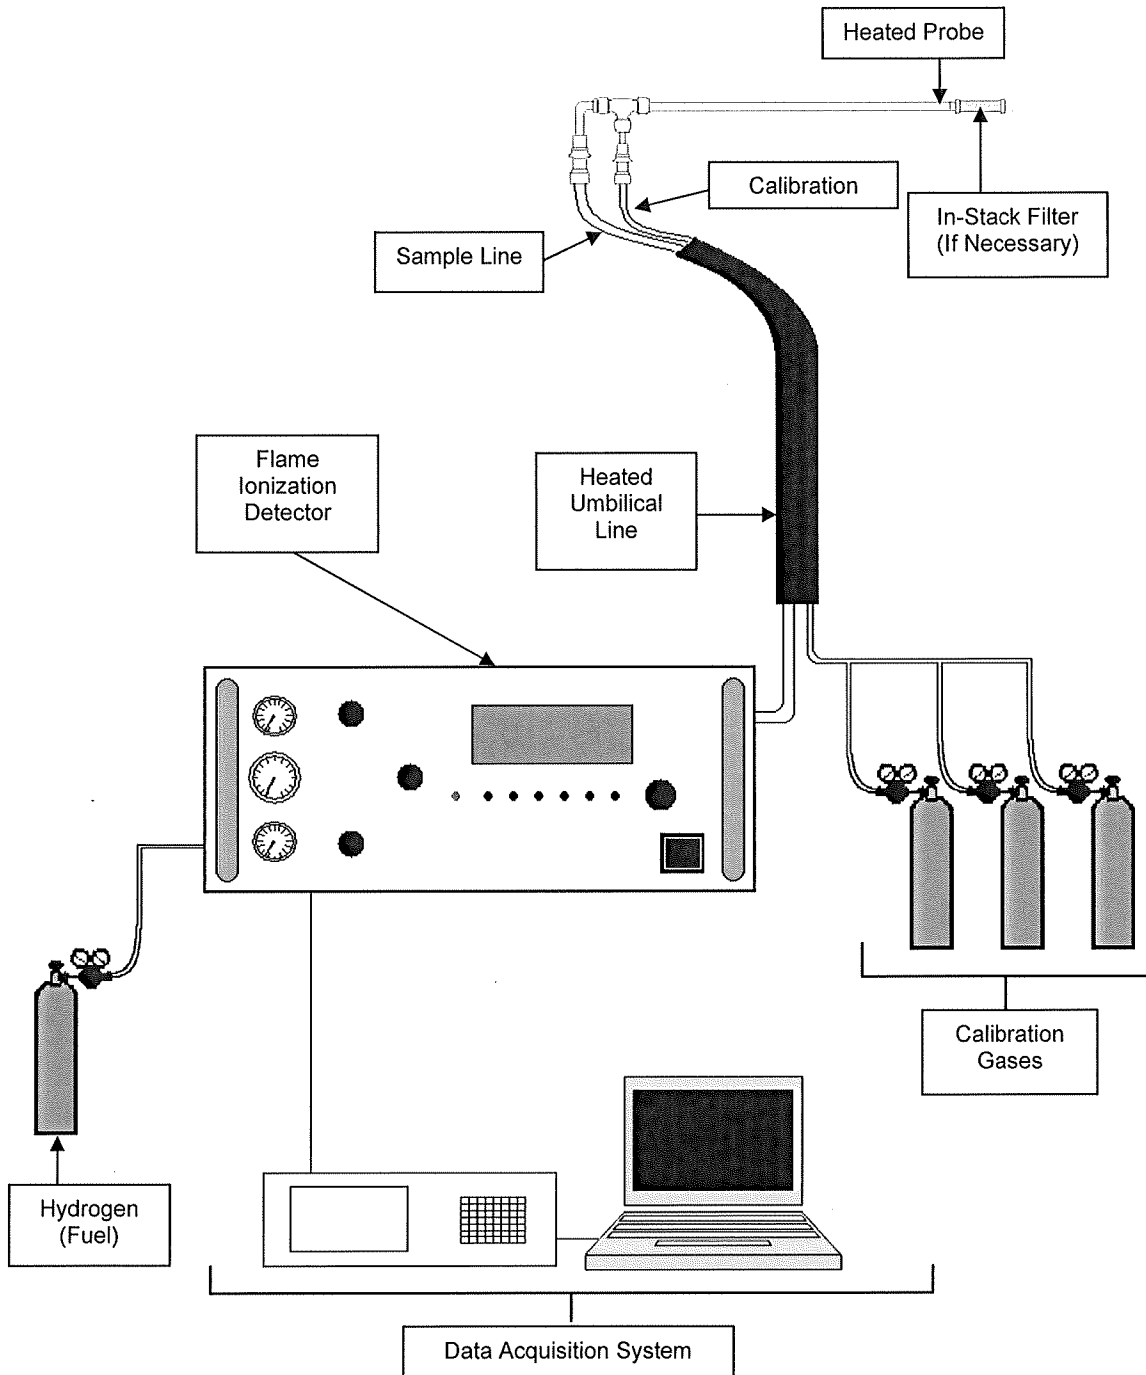 Heated Probe
Calibration
In-Stack Filter
(If Necessary)
Sample Line
Flame
Ionization
Detector
Heated
Umbilical
Line
Calibration
Gases
Hydrogen
(Fuel)
Data Acquisition System